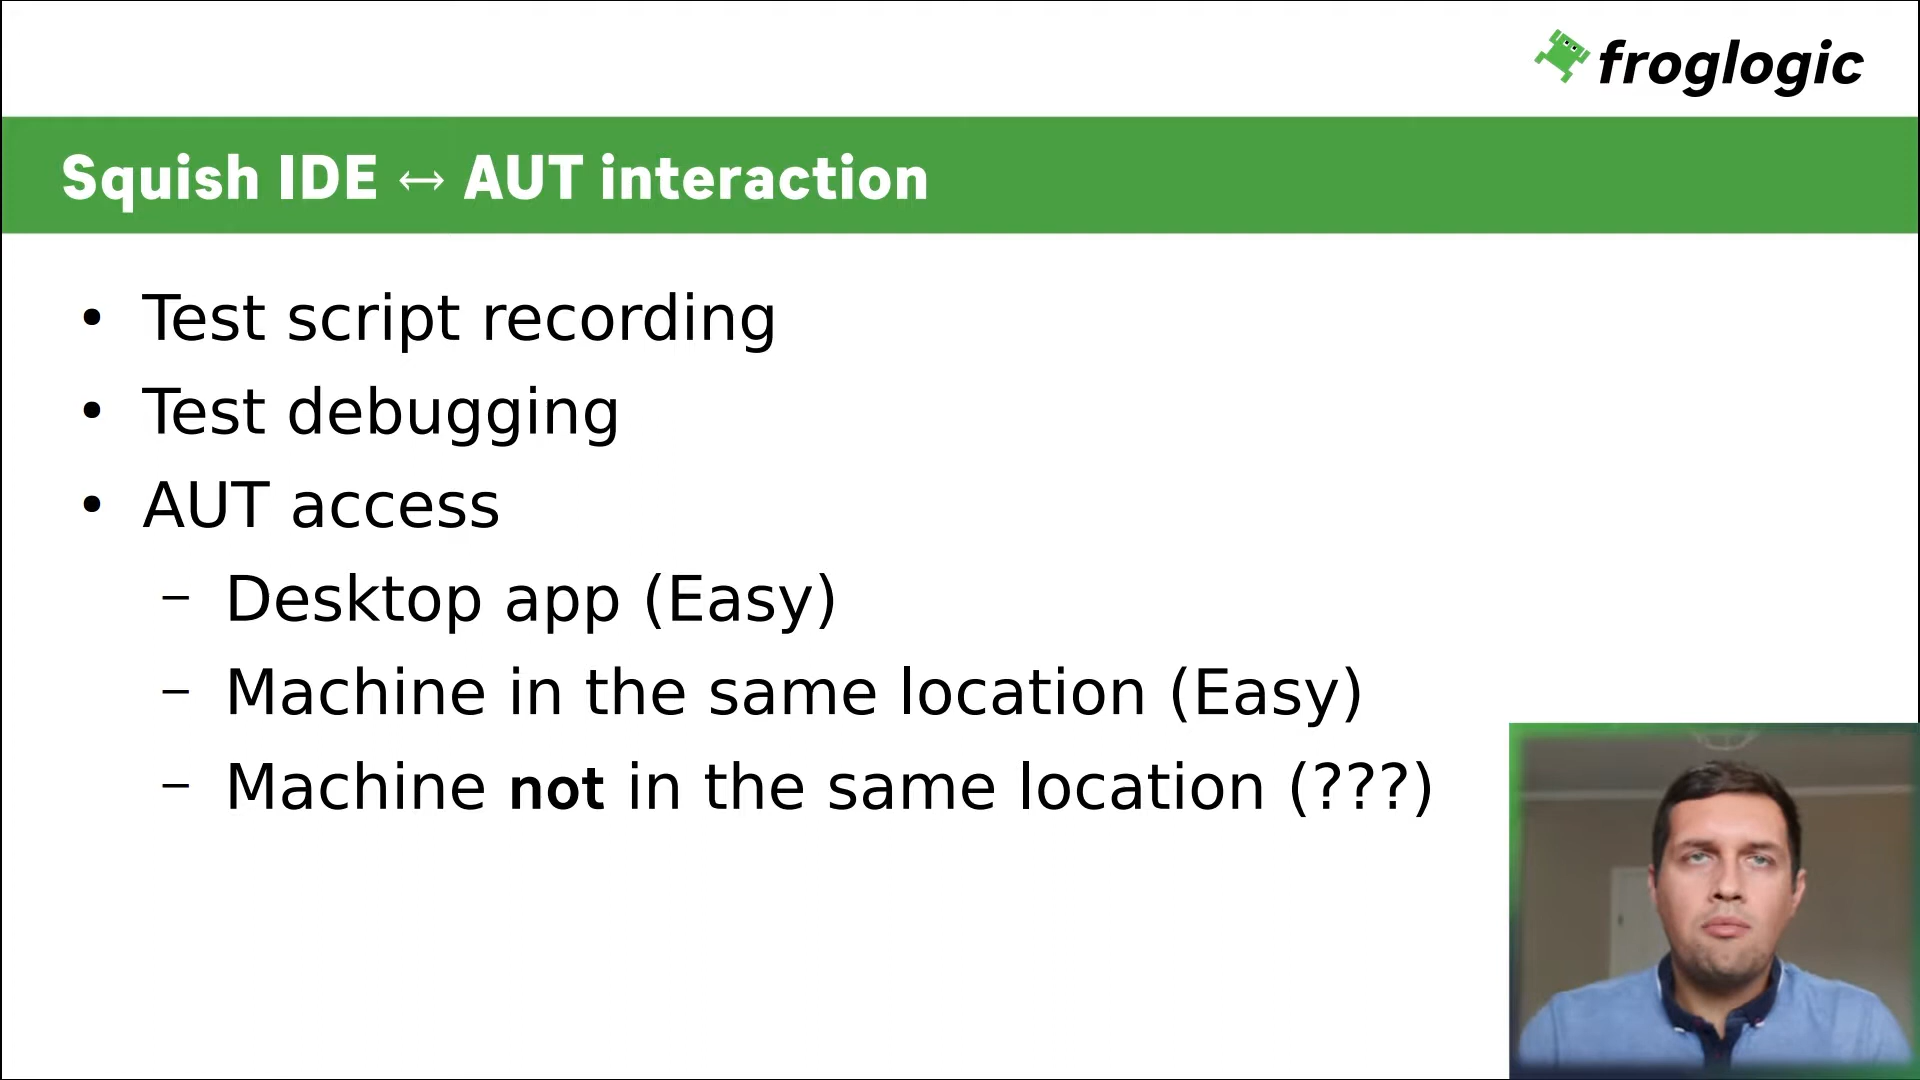 froglogic
Squish IDE ↔ AUT interaction
• Test script recording
• Test debugging
• AUT access
– Desktop app (Easy)
– Machine in the same location (Easy)
– Machine not in the same location (???)